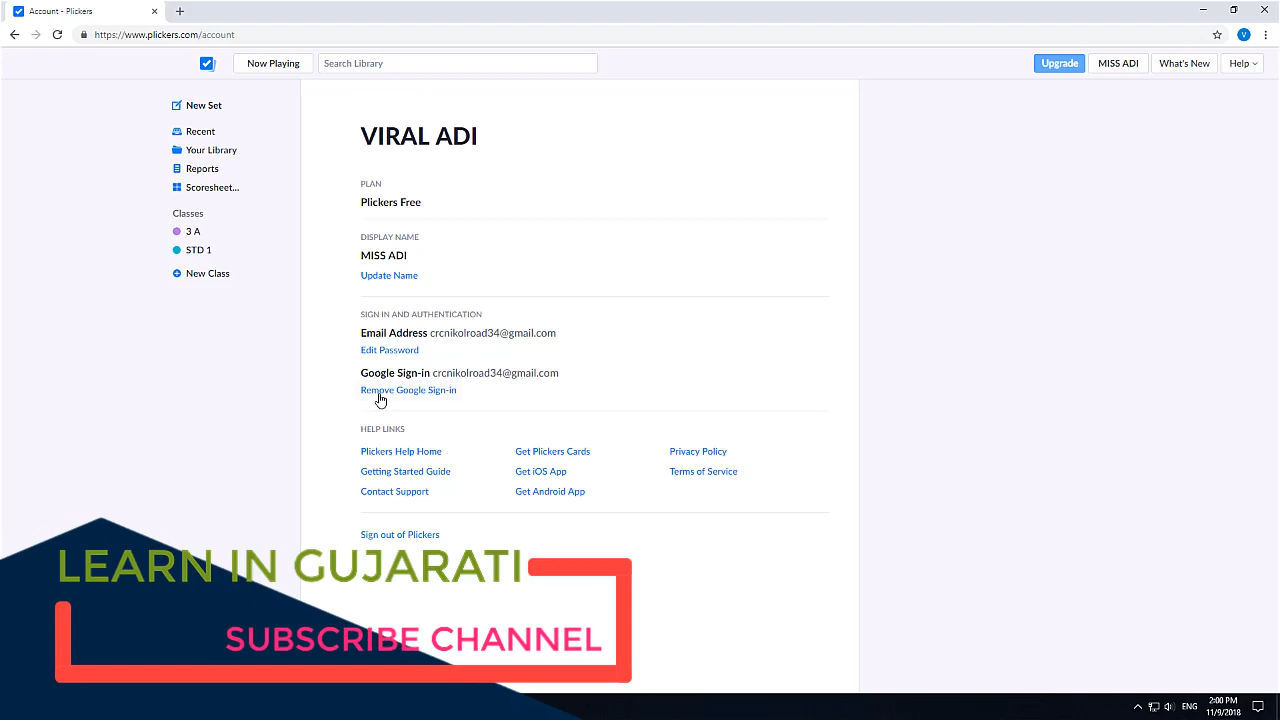 Account - Plickers
https://www.plickers.com/account
V
Now Playing
Search Library
Upgrade
MISS ADI
What's New
Help
New Set
Recent
Your Library
Reports
Scoresheet...
Classes
3 A
STD 1
New Class
VIRAL ADI
PLAN
Plickers Free
DISPLAY NAME
MISS ADI
Update Name
SIGN IN AND AUTHENTICATION
Email Address crcnikolroad34@gmail.com
Edit Password
Google Sign-in crcnikolroad34@gmail.com
Remove Google Sign-in
HELP LINKS
Plickers Help Home Get Plickers Cards Privacy Policy
Getting Started Guide Get iOS App Terms of Service
Contact Support Get Android App
Sign out of Plickers
LEARN IN GUJARATI
SUBSCRIBE CHANNEL
ENG
2:00 PM
11/9/2018